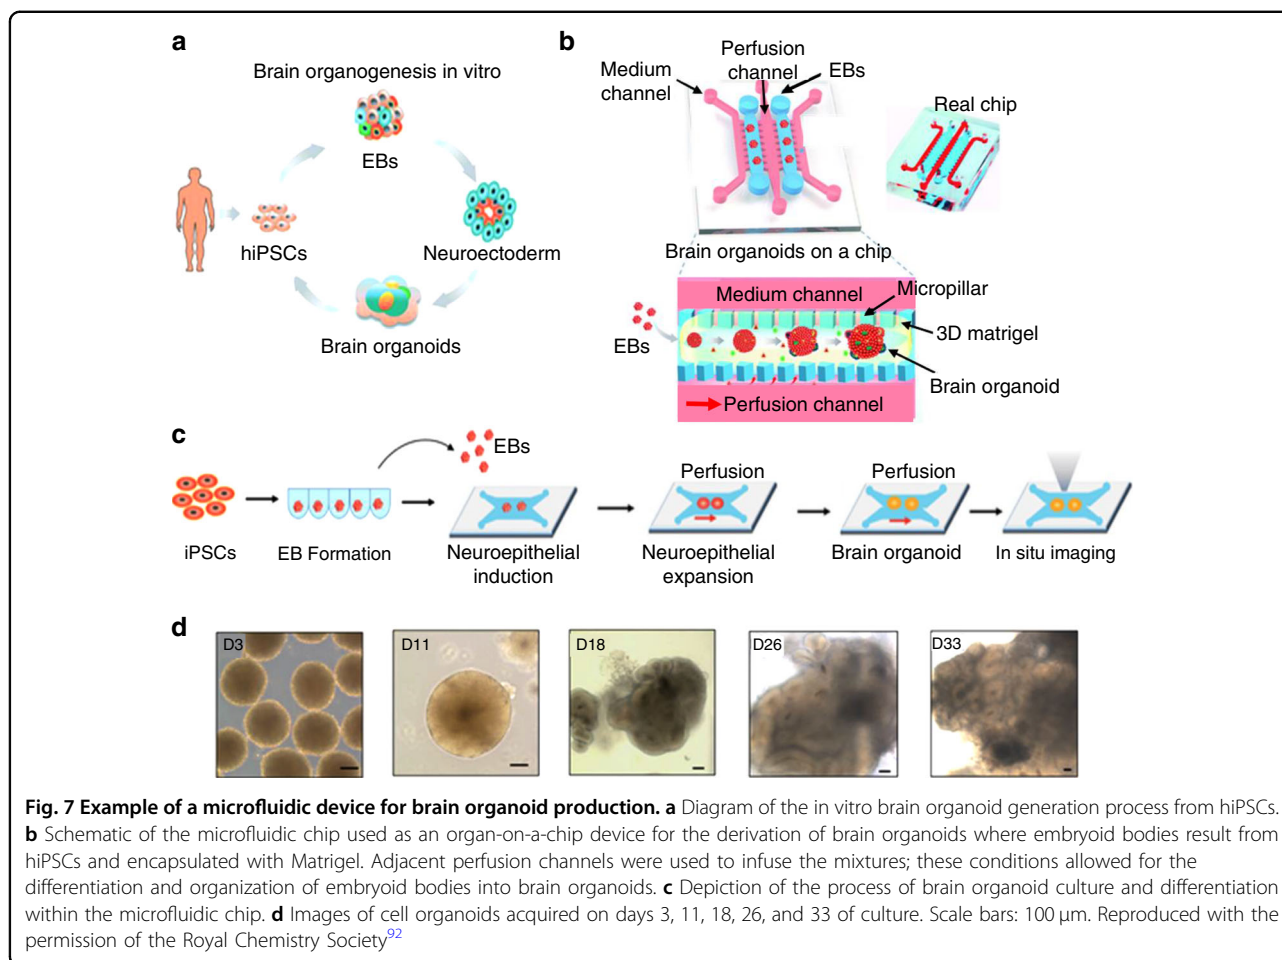 a
Brain organogenesis in vitro
EBs
hiPSCs
Neuroectoderm
Brain organoids
b
Medium
channel
Perfusion
channel
EBs
Real chip
Brain organoids on a chip
Medium channel
Micropillar
3D matrigel
EBs
Brain organoid
Perfusion channel
c
EBs
Perfusion
Perfusion
iPSCs
EB Formation
Neuroepithelial
induction
Neuroepithelial
expansion
Brain organoid
In situ imaging
d
D3
D11
D18
D26
D33
Fig. 7 Example of a microfluidic device for brain organoid production. a Diagram of the in vitro brain organoid generation process from hiPSCs.
b Schematic of the microfluidic chip used as an organ-on-a-chip device for the derivation of brain organoids where embryoid bodies result from
hiPSCs and encapsulated with Matrigel. Adjacent perfusion channels were used to infuse the mixtures; these conditions allowed for the
differentiation and organization of embryoid bodies into brain organoids. c Depiction of the process of brain organoid culture and differentiation
within the microfluidic chip. d Images of cell organoids acquired on days 3, 11, 18, 26, and 33 of culture. Scale bars: 100 μm. Reproduced with the
permission of the Royal Chemistry Society92